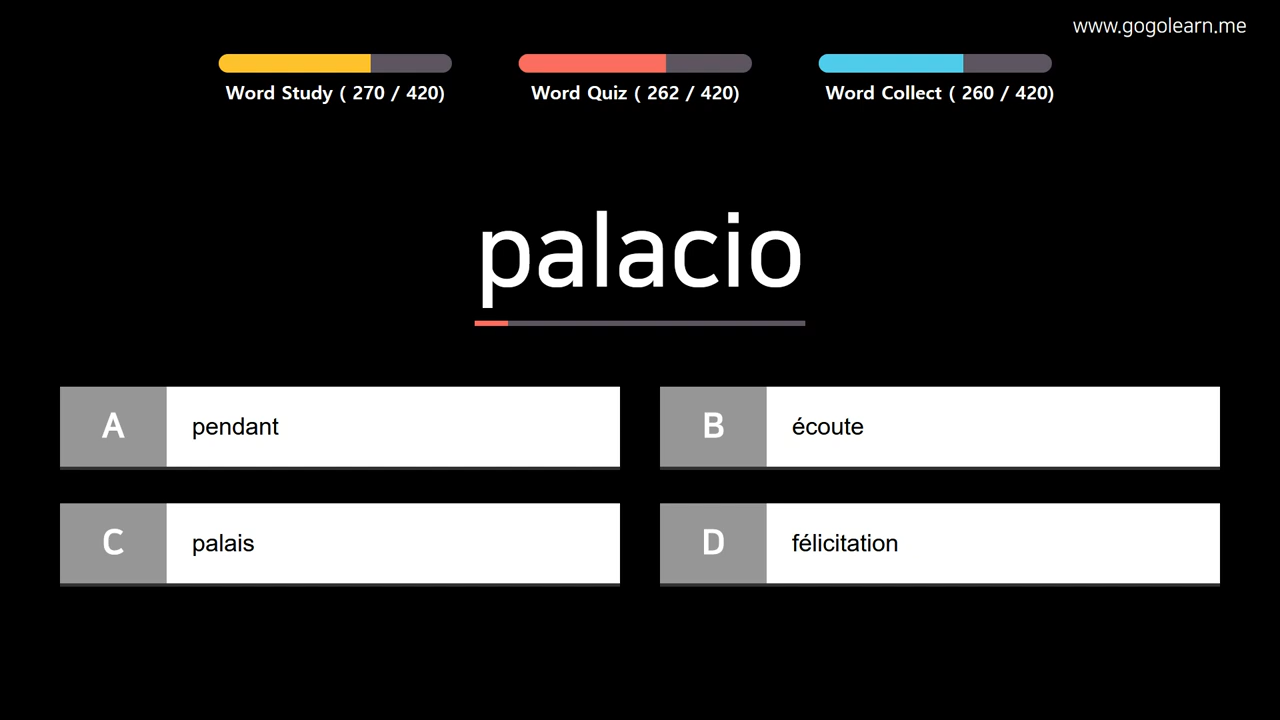 www.gogolearn.me
Word Study ( 270 / 420)
Word Quiz ( 262 / 420)
Word Collect ( 260 / 420)
palacio
A pendant
B écoute
C palais
D félicitation